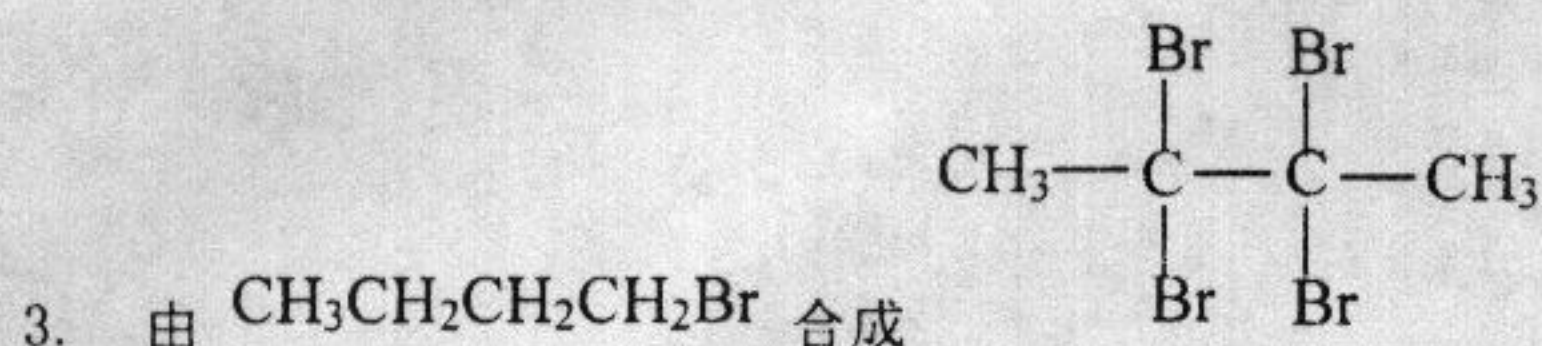 Br Br
CH₃—C—C—CH₃
Br Br
3. 由 CH₃CH₂CH₂CH₂Br 合成